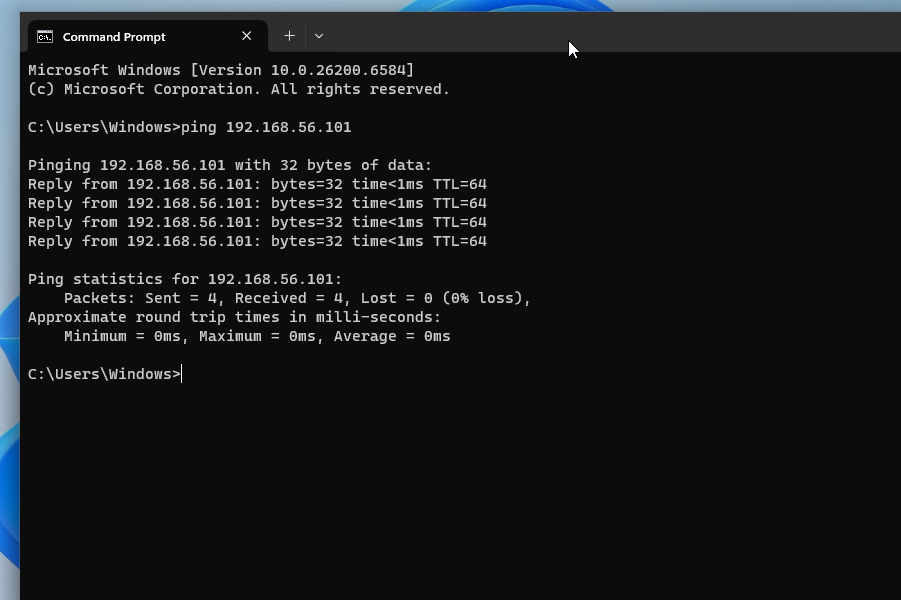 Command Prompt
Microsoft Windows [Version 10.0.26200.6584]
(c) Microsoft Corporation. All rights reserved.
C:\Users\Windows>ping 192.168.56.101
Pinging 192.168.56.101 with 32 bytes of data:
Reply from 192.168.56.101: bytes=32 time<1ms TTL=64
Reply from 192.168.56.101: bytes=32 time<1ms TTL=64
Reply from 192.168.56.101: bytes=32 time<1ms TTL=64
Reply from 192.168.56.101: bytes=32 time<1ms TTL=64
Ping statistics for 192.168.56.101:
    Packets: Sent = 4, Received = 4, Lost = 0 (0% loss),
Approximate round trip times in milli-seconds:
    Minimum = 0ms, Maximum = 0ms, Average = 0ms
C:\Users\Windows>